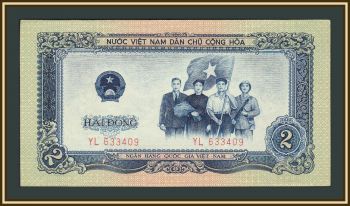 NƯỚC VIỆT NAM DÂN CHỦ CỘNG HÒA
HAI ĐỒNG
YL 633409
YL 633409
2
2
NGÂN HÀNG QUỐC GIA VIỆT NAM